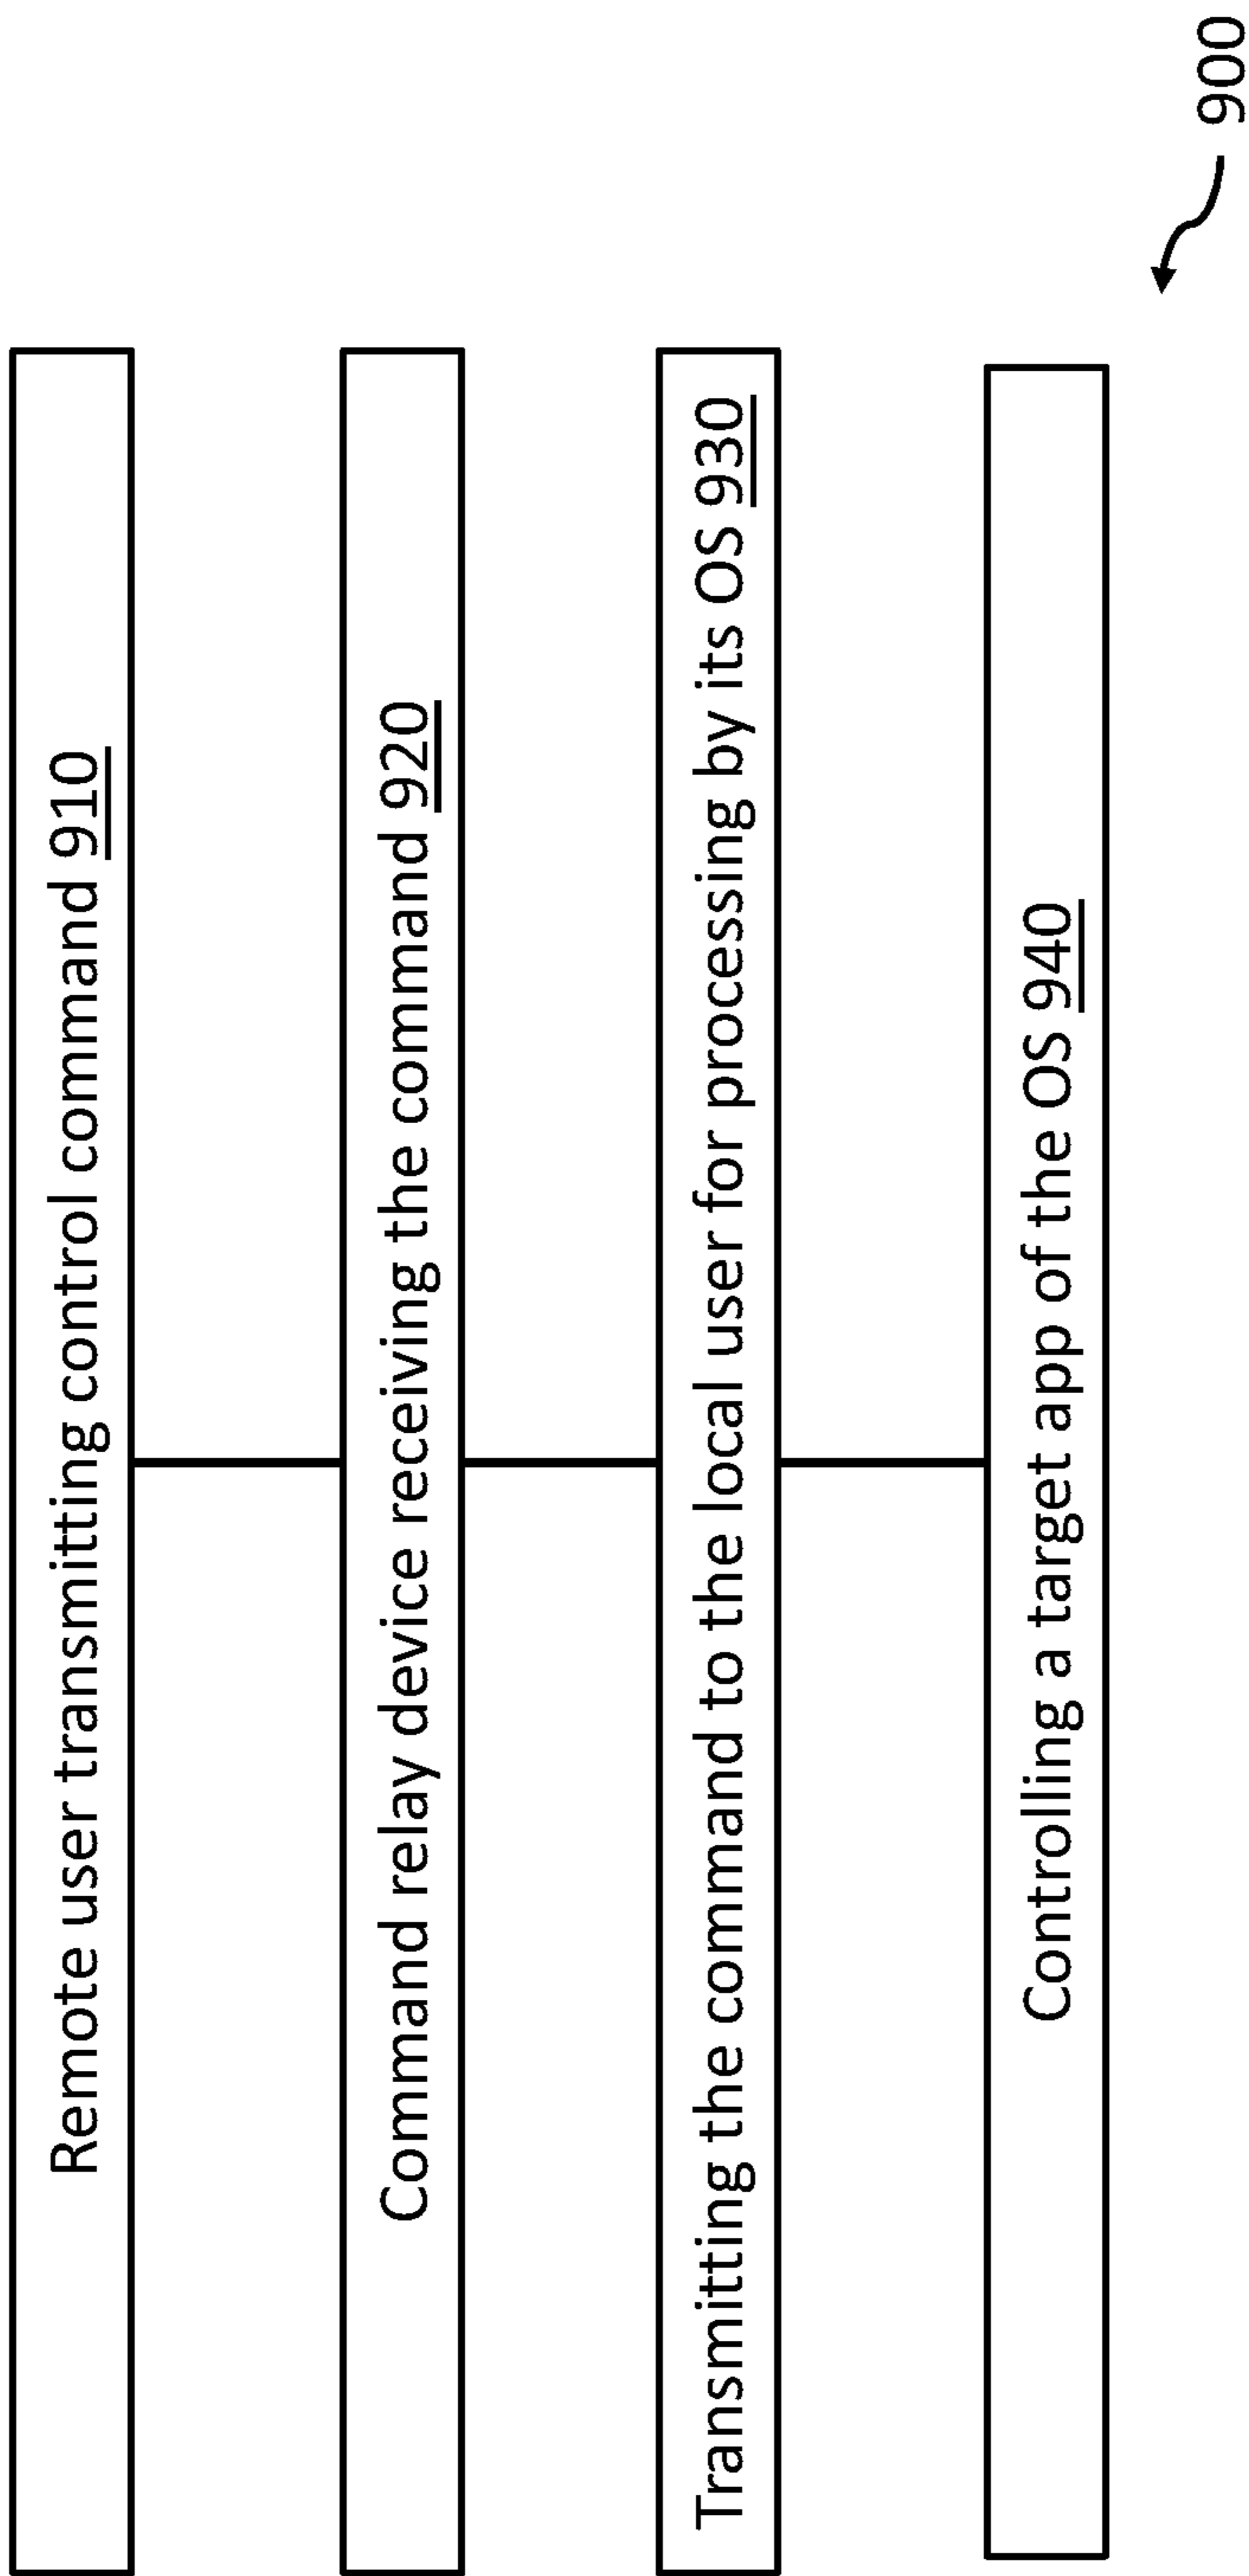 Remote user transmitting control command 910
Command relay device receiving the command 920
Transmitting the command to the local user for processing by its OS 930
Controlling a target app of the OS 940
900